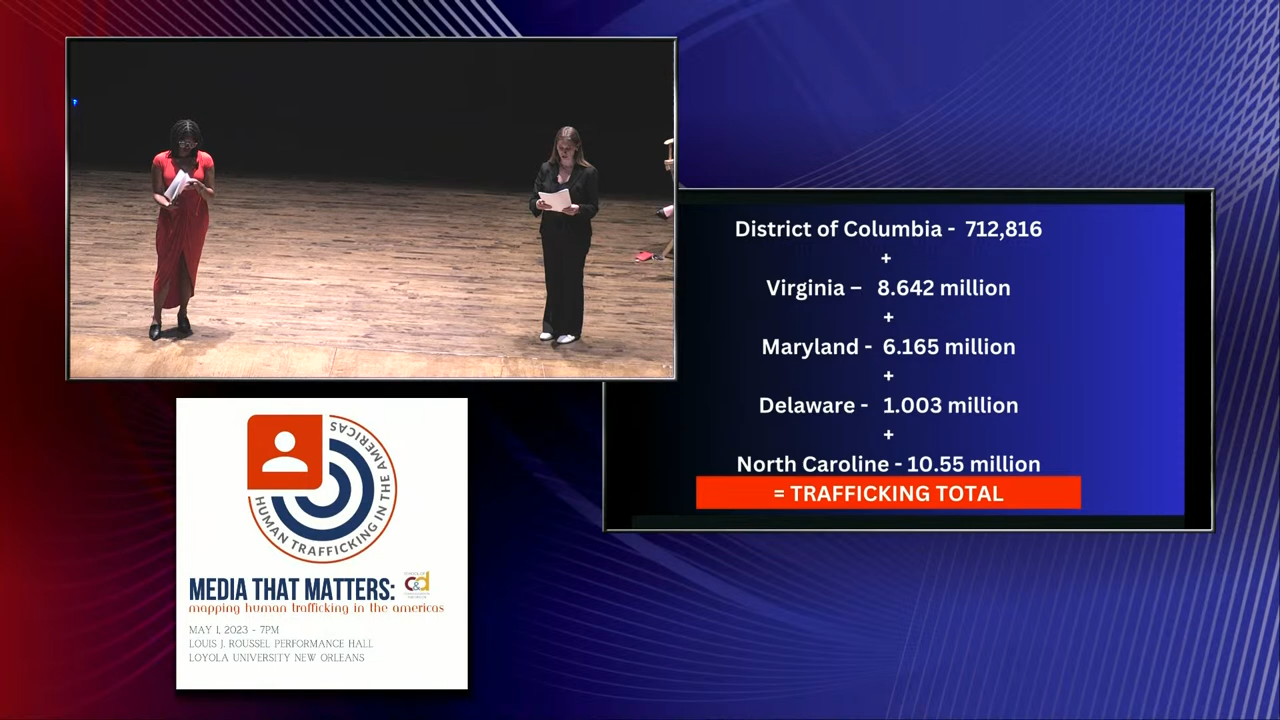 District of Columbia - 712,816
+
Virginia – 8.642 million
+
Maryland - 6.165 million
+
Delaware - 1.003 million
+
North Caroline - 10.55 million
= TRAFFICKING TOTAL
HUMAN TRAFFICKING IN THE AMERICAS
MEDIA THAT MATTERS:
c&d
mapping human trafficking in the americas
MAY 1, 2023 - 7PM
LOUIS J. ROUSSEL PERFORMANCE HALL
LOYOLA UNIVERSITY NEW ORLEANS